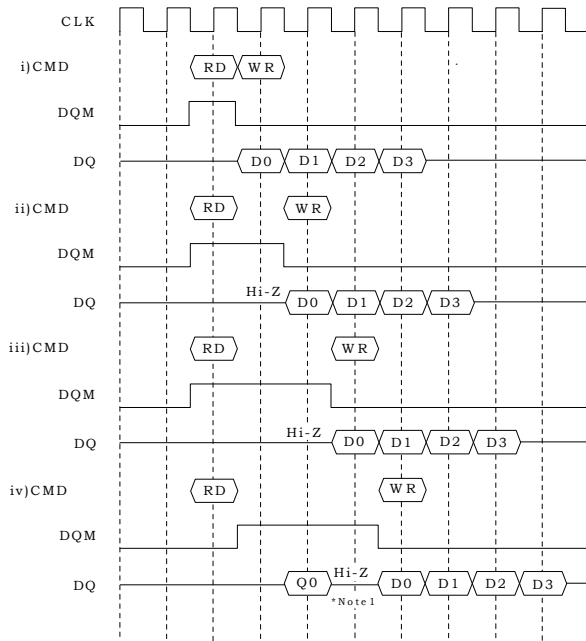 CLK
i)CMD RD WR
DQM
DQ D0 D1 D2 D3
ii)CMD RD WR
DQM
DQ Hi-Z D0 D1 D2 D3
iii)CMD RD WR
DQM
DQ Hi-Z D0 D1 D2 D3
iv)CMD RD WR
DQM
DQ Q0 Hi-Z D0 D1 D2 D3
*Note1